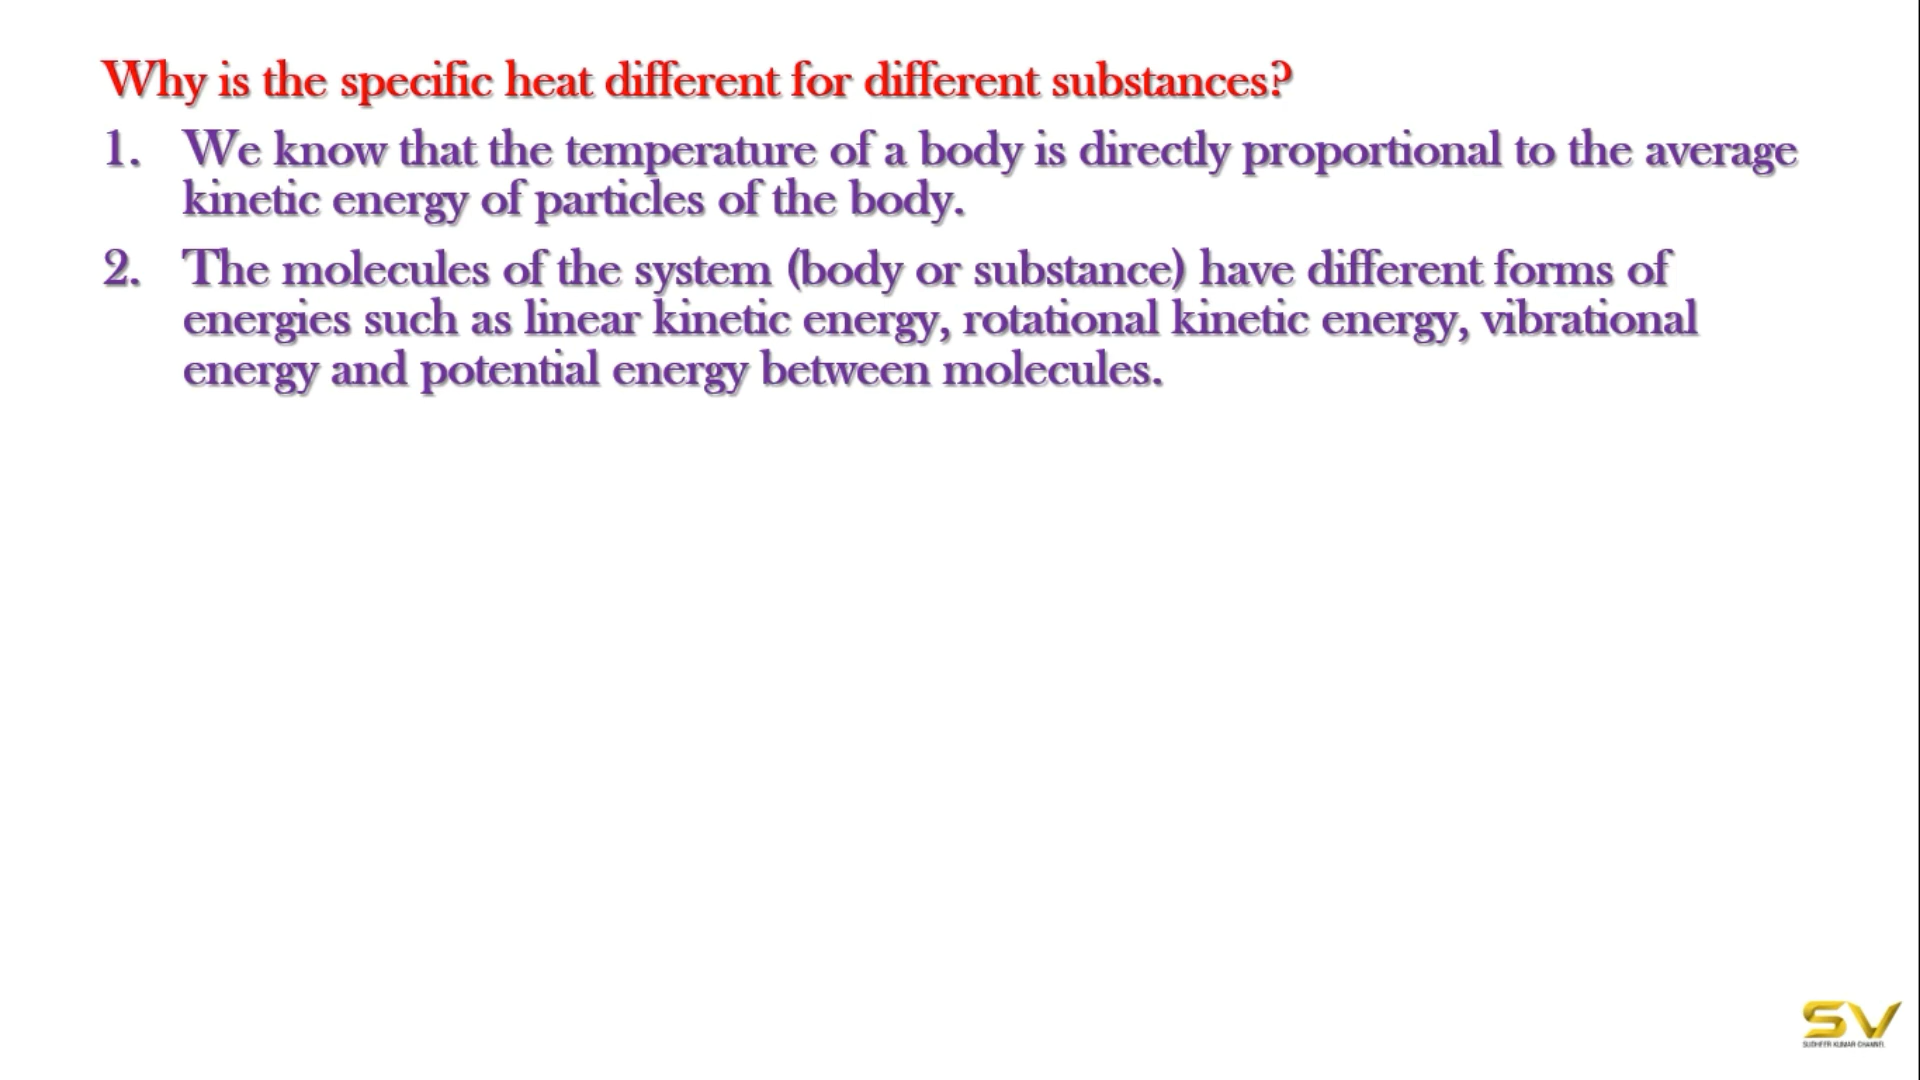 Why is the specific heat different for different substances?
1. We know that the temperature of a body is directly proportional to the average
kinetic energy of particles of the body.
2. The molecules of the system (body or substance) have different forms of
energies such as linear kinetic energy, rotational kinetic energy, vibrational
energy and potential energy between molecules.
SV
SUDHEER KUMAR CHANNEL